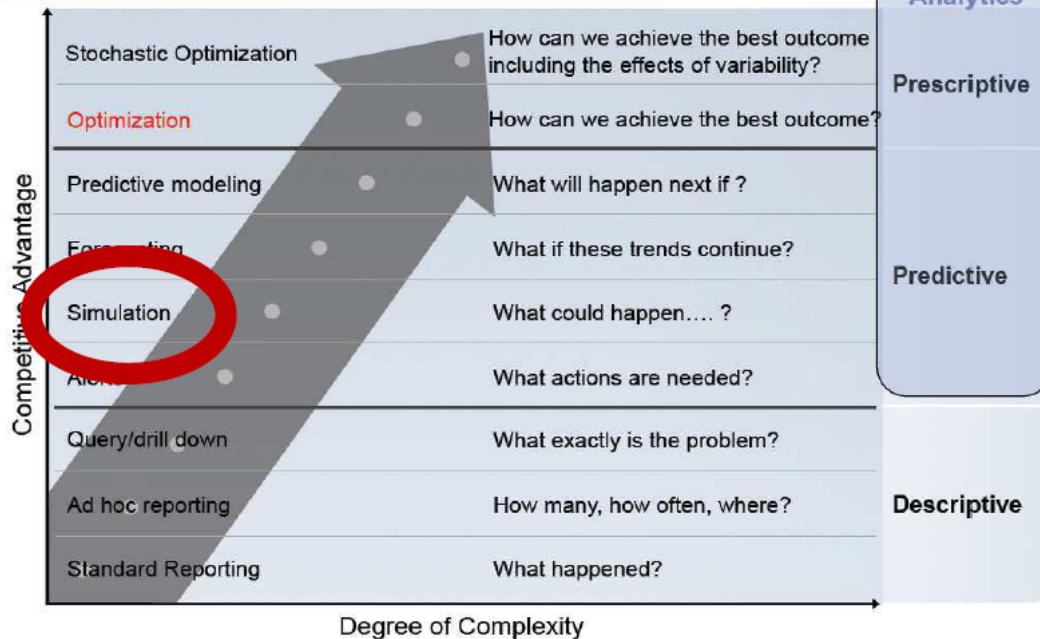 Analytics
Stochastic Optimization
How can we achieve the best outcome
including the effects of variability?
Prescriptive
Optimization
How can we achieve the best outcome?
Predictive modeling
What will happen next if ?
Forecasting
What if these trends continue?
Predictive
Simulation
What could happen.... ?
What actions are needed?
Query/drill down
What exactly is the problem?
Ad hoc reporting
How many, how often, where?
Descriptive
Standard Reporting
What happened?
Competitive Advantage
Degree of Complexity